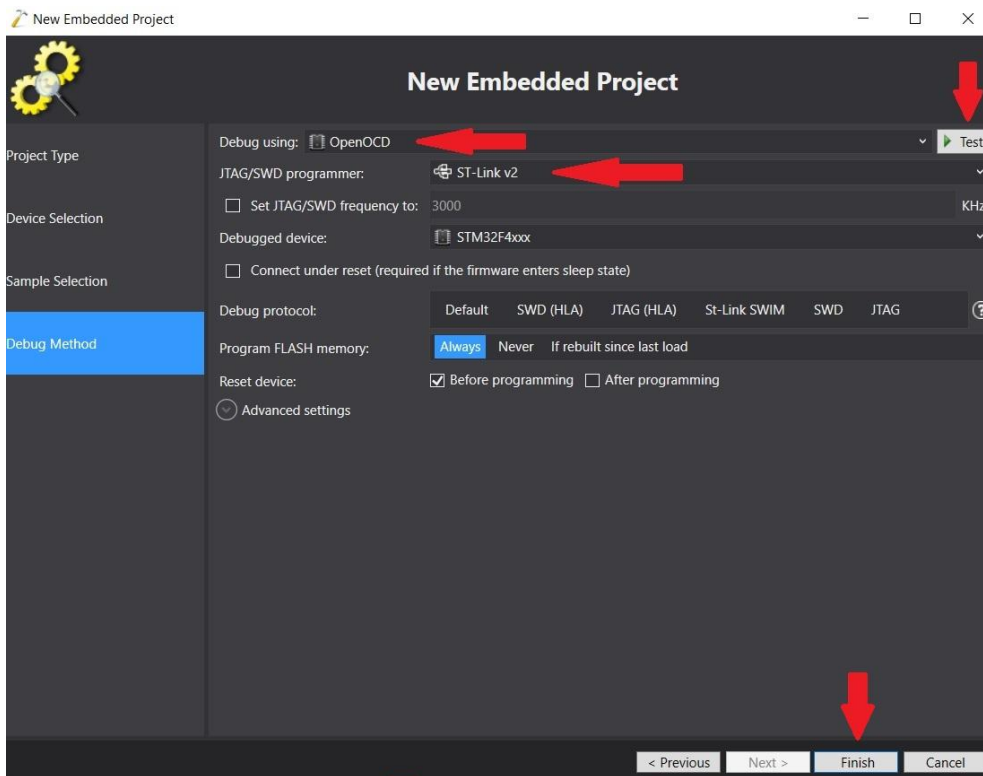 New Embedded Project
New Embedded Project
Project Type
Device Selection
Sample Selection
Debug Method
Debug using: OpenOCD Test
JTAG/SWD programmer: ST-Link v2
Set JTAG/SWD frequency to: 3000 KHz
Debugged device: STM32F4xxx
Connect under reset (required if the firmware enters sleep state)
Debug protocol: Default SWD (HLA) JTAG (HLA) St-Link SWIM SWD JTAG ?
Program FLASH memory: Always Never If rebuilt since last load
Reset device: Before programming After programming
Advanced settings
< Previous Next > Finish Cancel